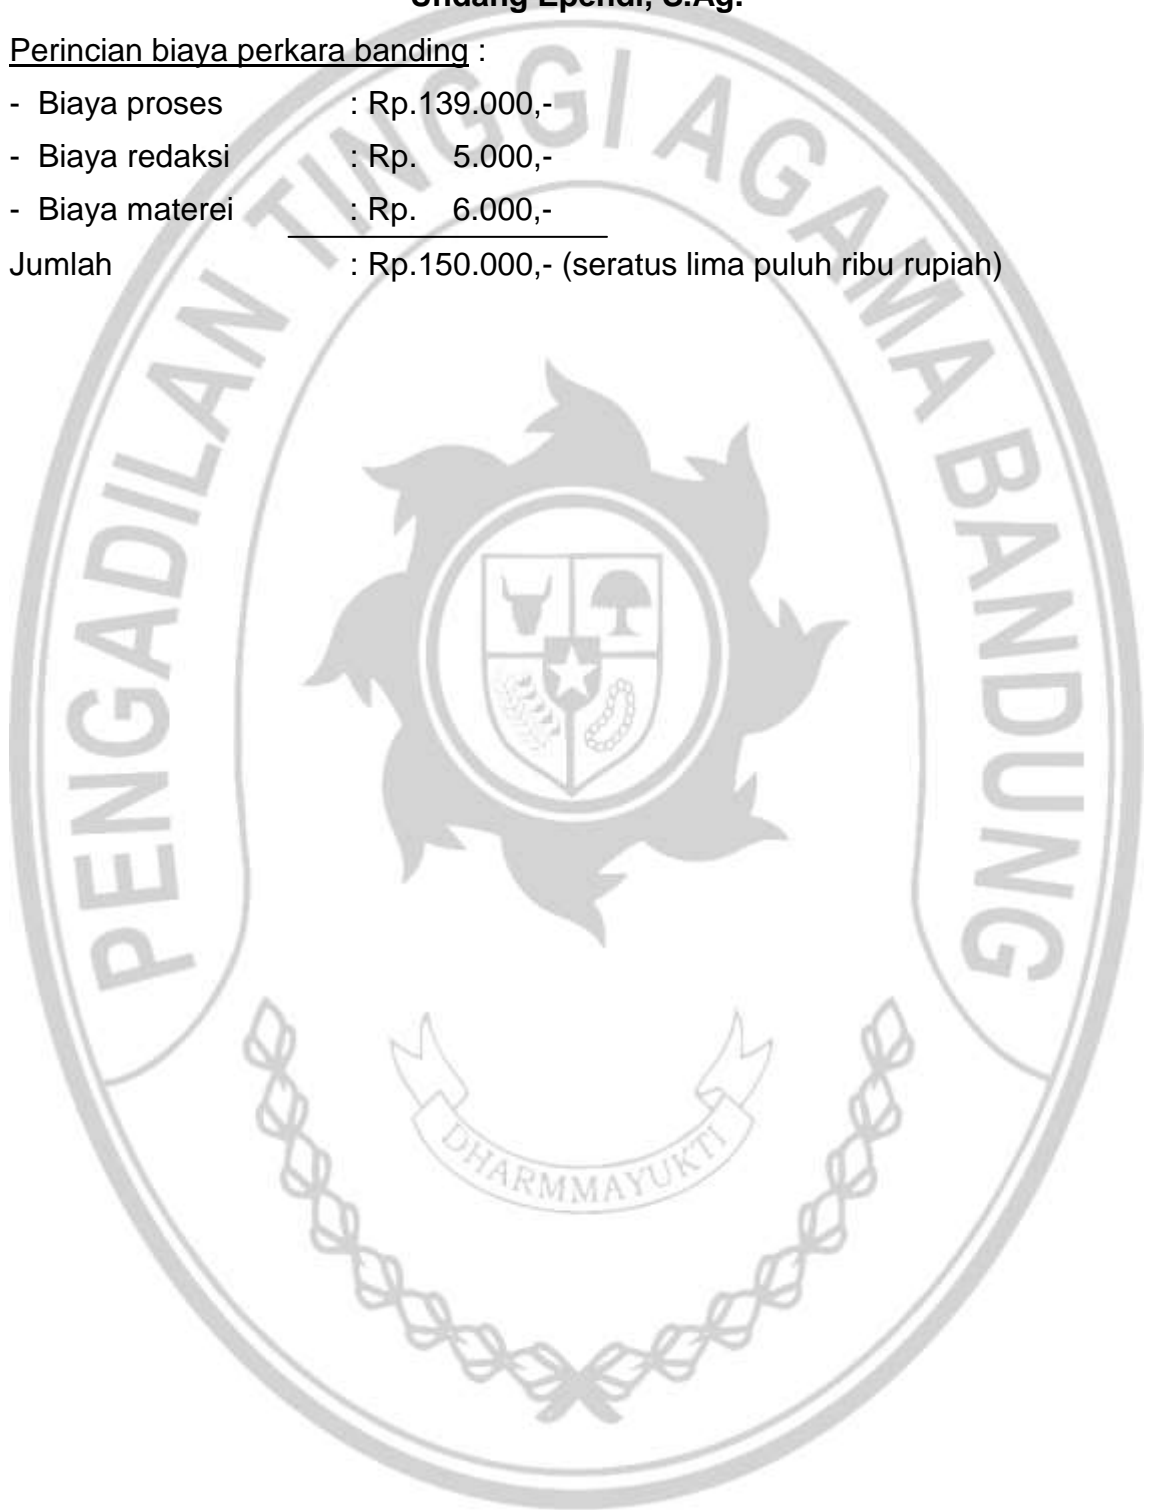 Undang Ependi, S.Ag.
Perincian biaya perkara banding :
- Biaya proses : Rp.139.000,-
- Biaya redaksi : Rp. 5.000,-
- Biaya materei : Rp. 6.000,-
Jumlah : Rp.150.000,- (seratus lima puluh ribu rupiah)
PENGADILAN TINGGI AGAMA BANDUNG
DHARMMAYUKTI